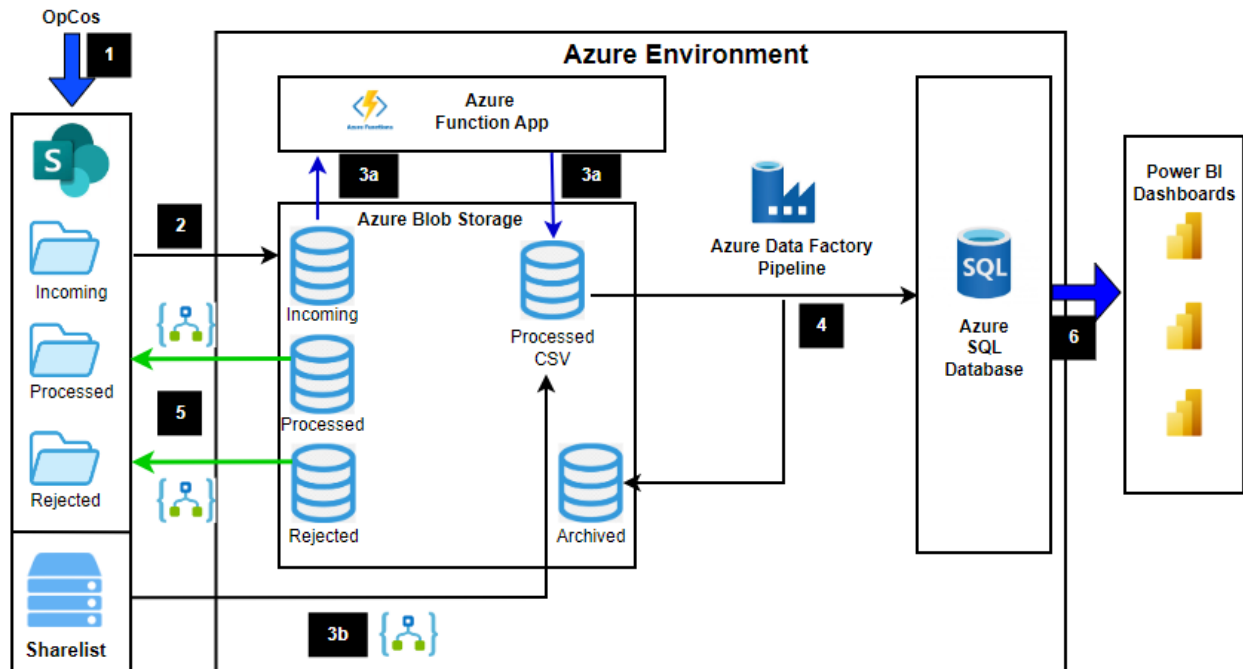 OpCos
1
Azure Environment
Azure Functions
Azure
Function App
3a
3a
S
Azure Blob Storage
Power BI
Dashboards
2
Azure Data Factory
Pipeline
SQL
Incoming
Incoming
Processed
CSV
4
Azure
SQL
Database
6
Processed
5
Processed
Rejected
Rejected
Archived
3b
Sharelist